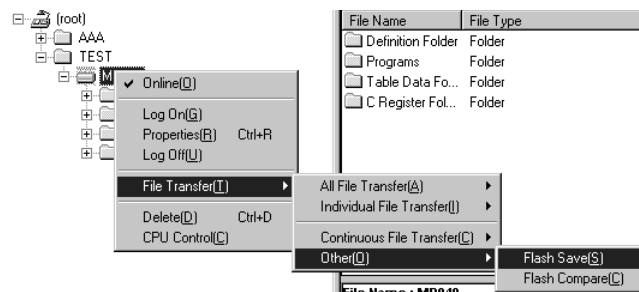 (root)
AAA
TEST
M
File Name File Type
Definition Folder Folder
Programs Folder
Table Data Fo... Folder
C Register Fol... Folder
Online(O)
Log On(G)
Properties(R) Ctrl+R
Log Off(U)
File Transfer(T)
Delete(D) Ctrl+D
CPU Control(C)
All File Transfer(A)
Individual File Transfer(I)
Continuous File Transfer(C)
Other(O)
Flash Save(S)
Flash Compare(C)
File Name : MP940